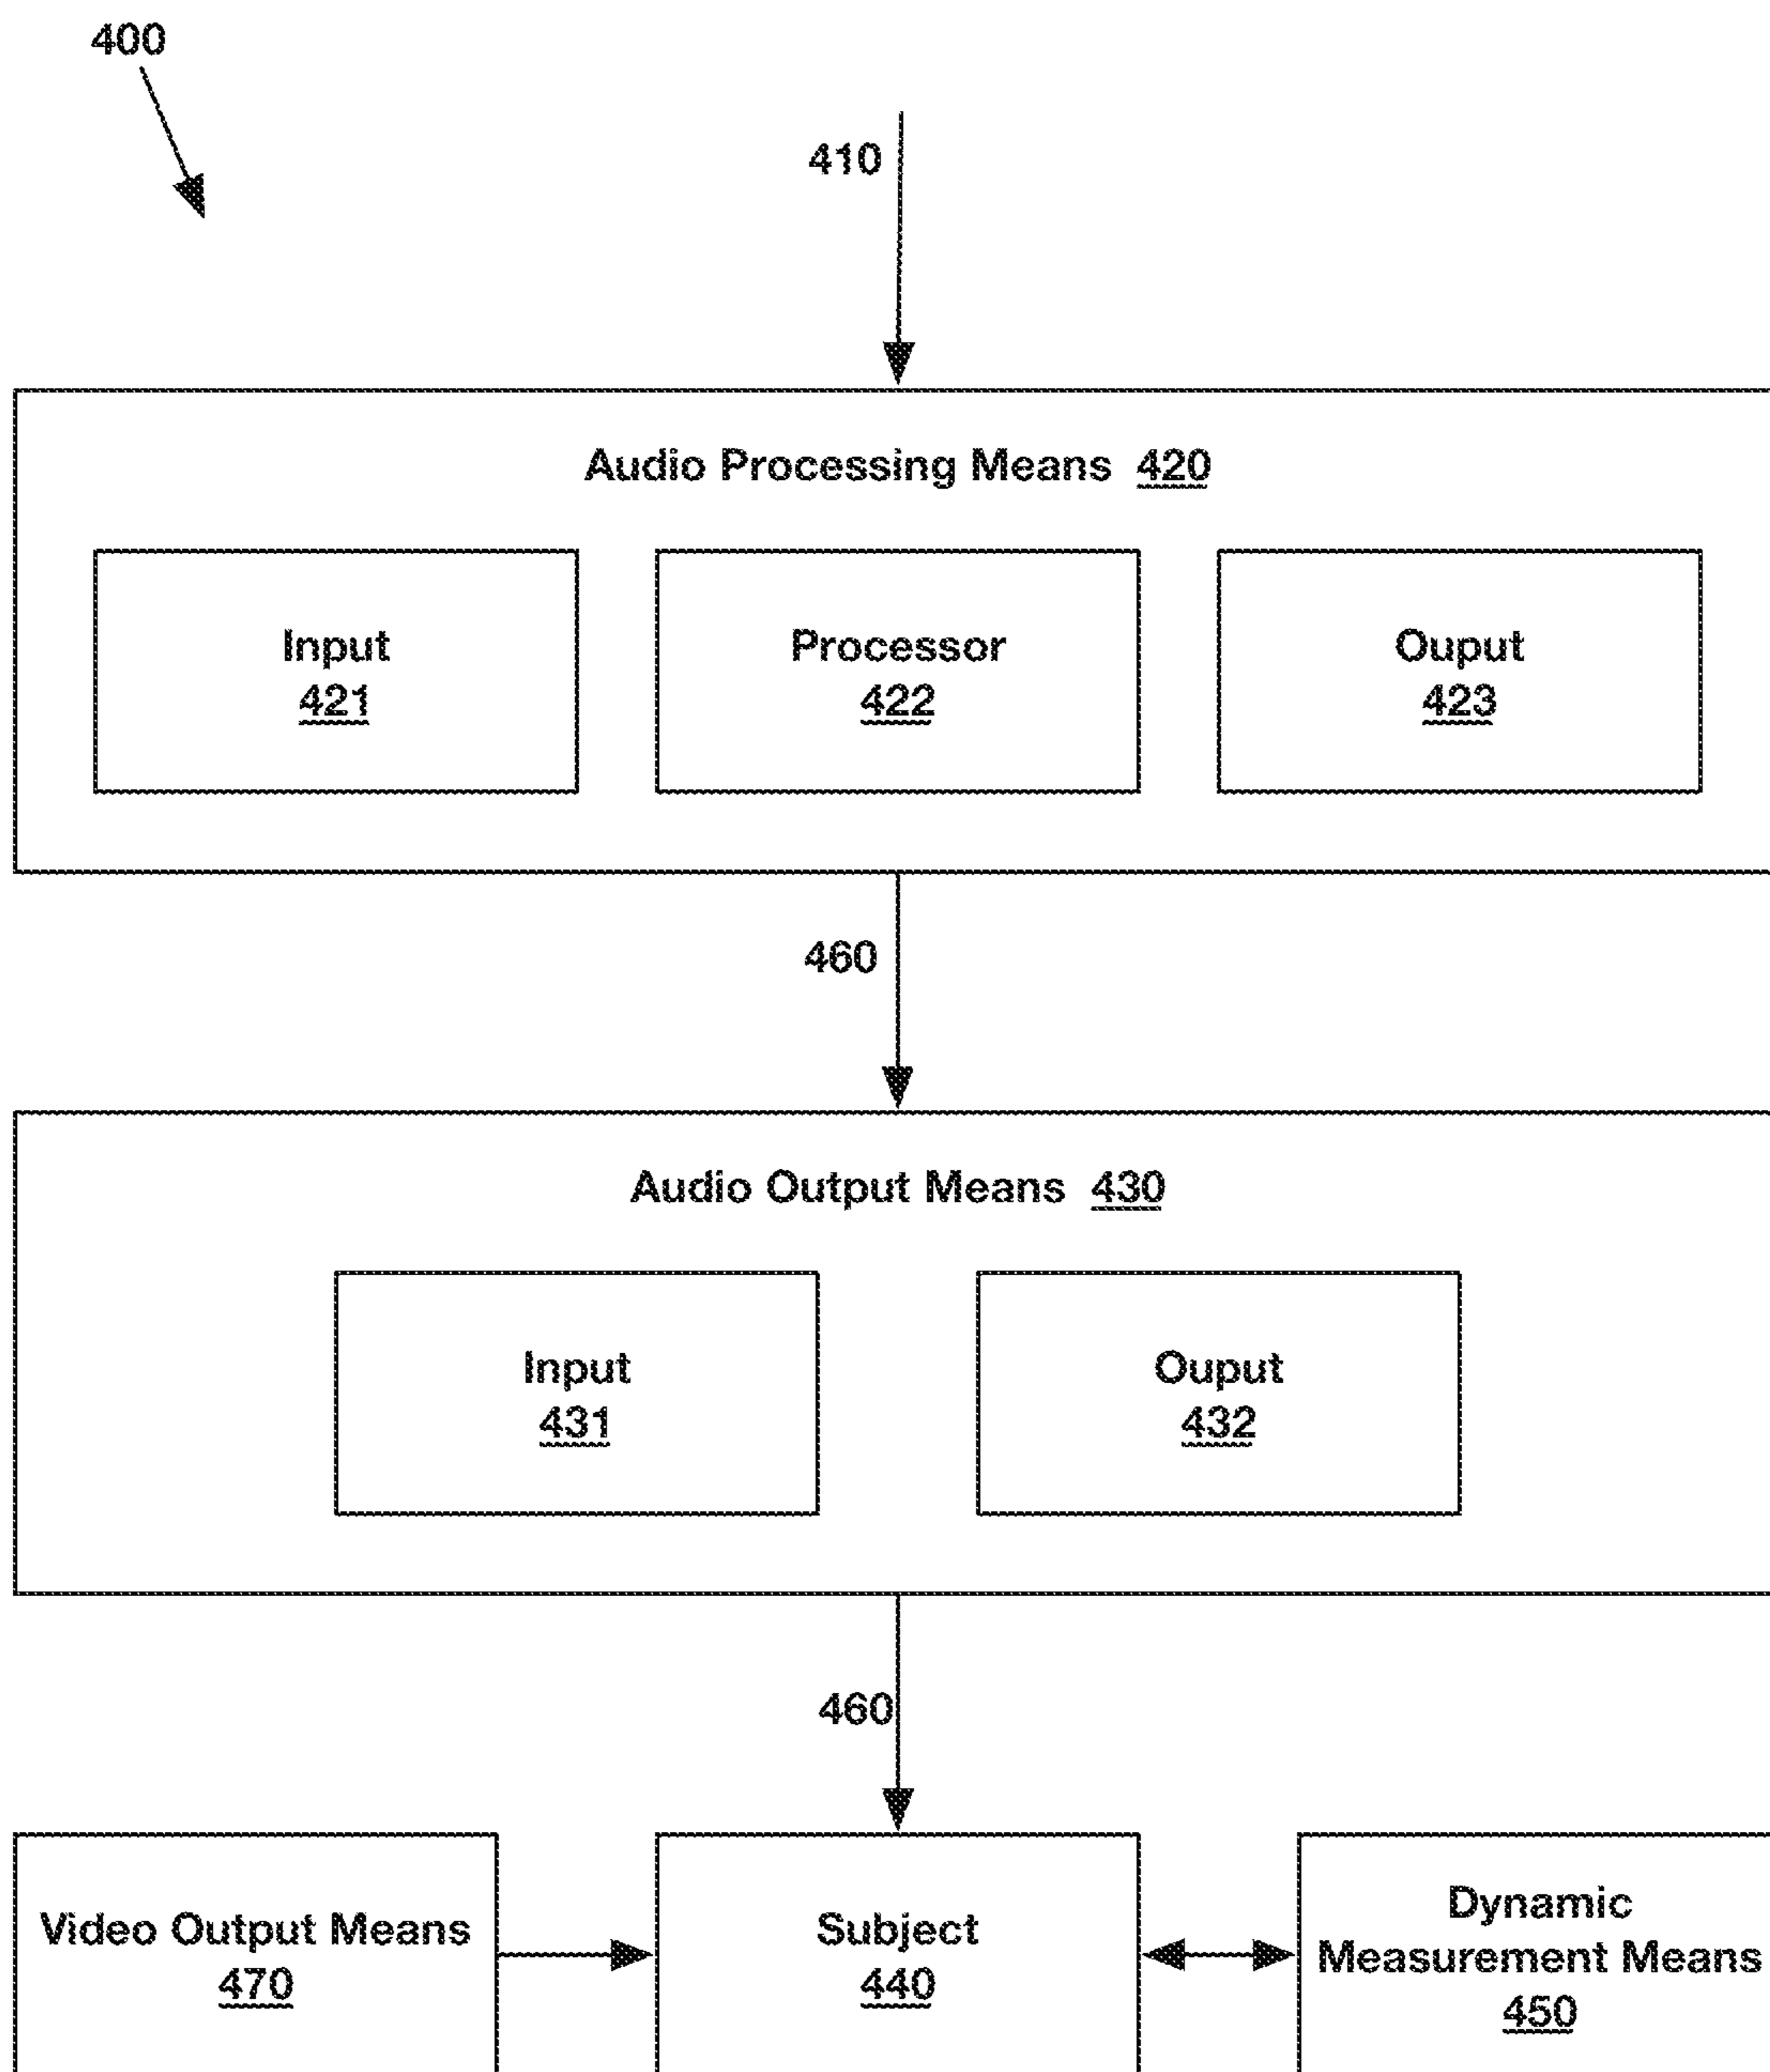 400
410
Audio Processing Means 420
Input
421
Processor
422
Ouput
423
460
Audio Output Means 430
Input
431
Ouput
432
460
Video Output Means
470
Subject
440
Dynamic
Measurement Means
450